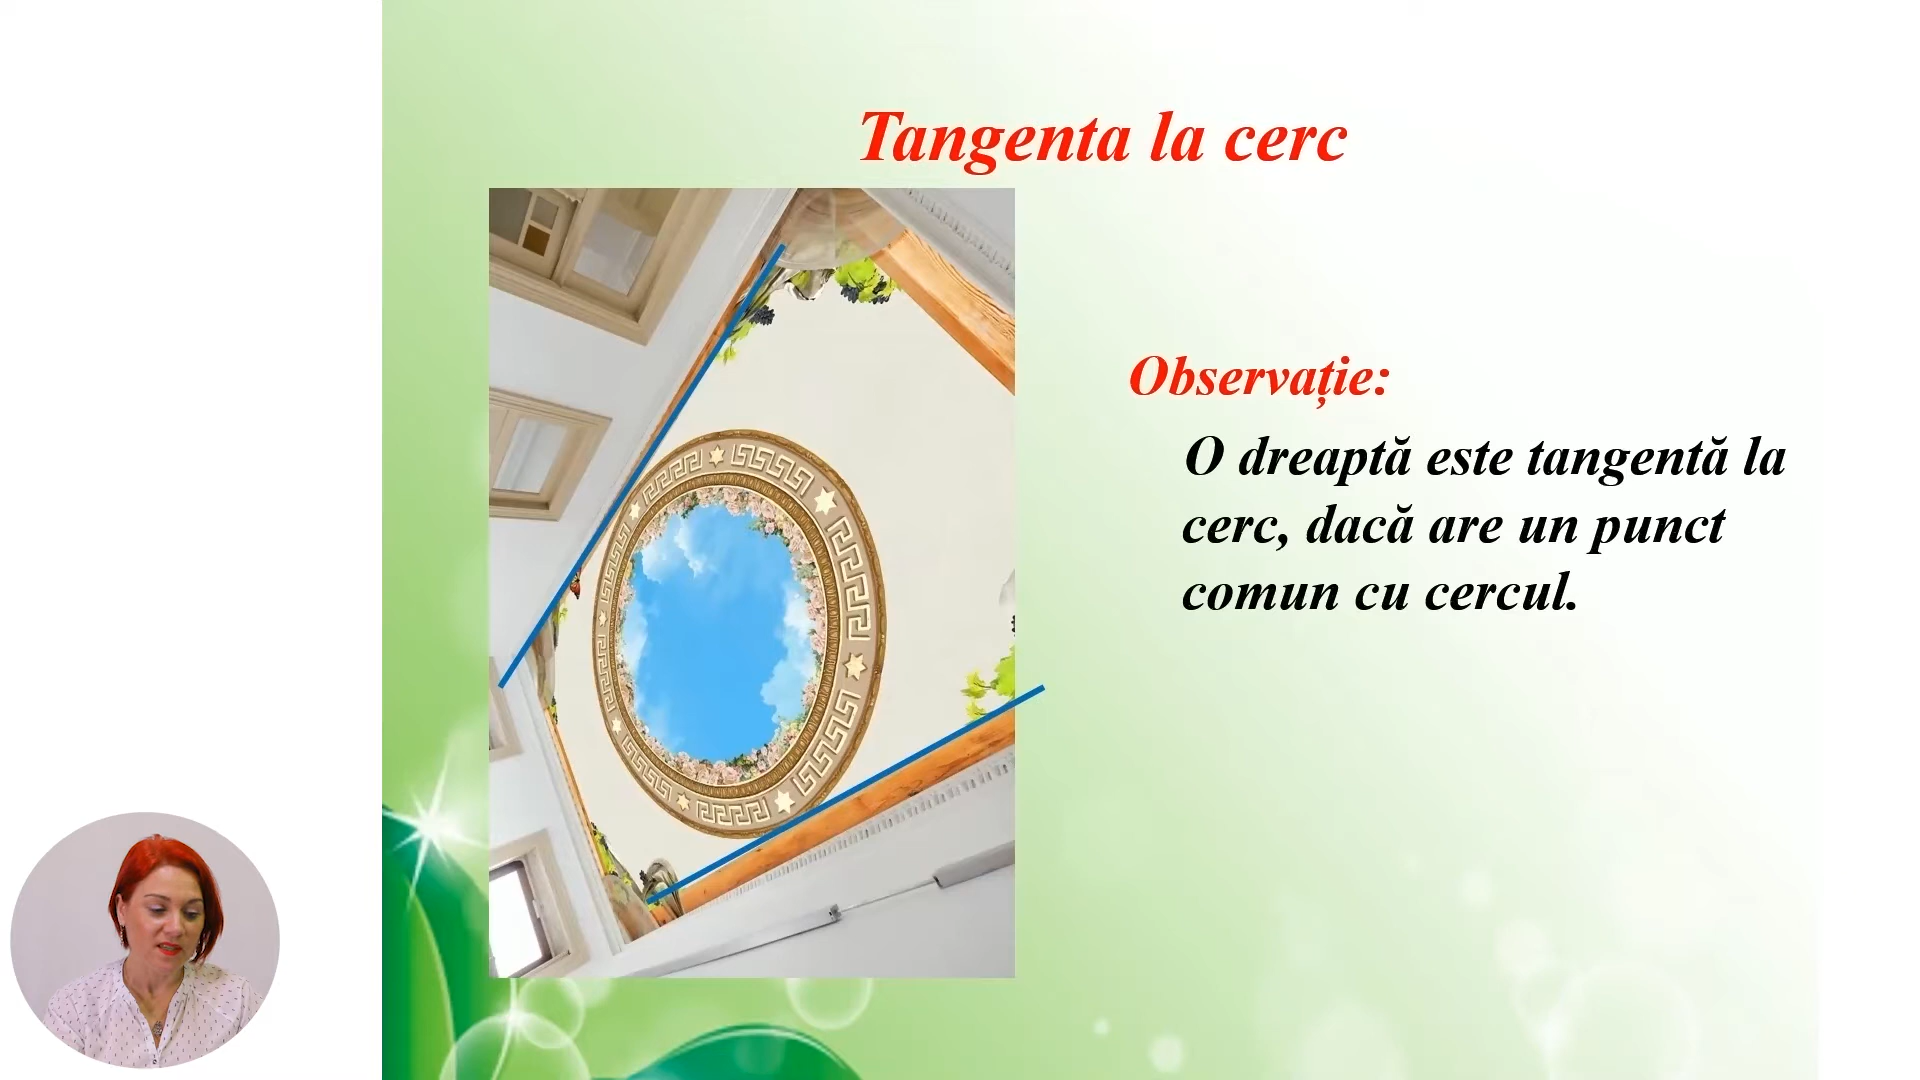 Tangenta la cerc
Observație:
O dreaptă este tangentă la
cerc, dacă are un punct
comun cu cercul.